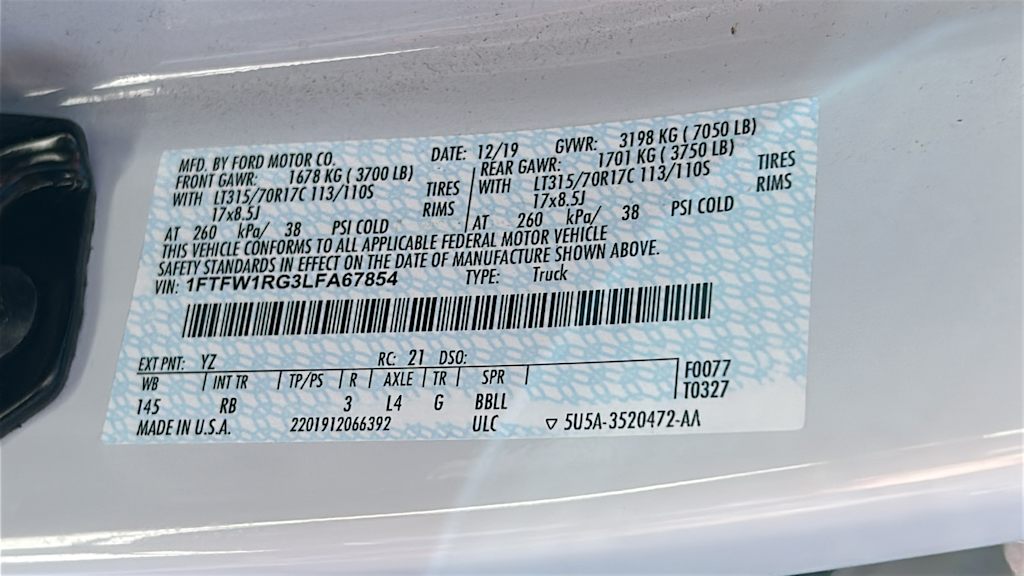 MFD. BY FORD MOTOR CO. DATE: 12/19 GVWR: 3198 KG ( 7050 LB)
FRONT GAWR: 1678 KG ( 3700 LB) REAR GAWR: 1701 KG ( 3750 LB)
WITH LT315/70R17C 113/110S TIRES WITH LT315/70R17C 113/110S TIRES
17x8.5J RIMS 17x8.5J RIMS
AT 260 kPa/ 38 PSI COLD AT 260 kPa/ 38 PSI COLD
THIS VEHICLE CONFORMS TO ALL APPLICABLE FEDERAL MOTOR VEHICLE
SAFETY STANDARDS IN EFFECT ON THE DATE OF MANUFACTURE SHOWN ABOVE.
VIN: 1FTFW1RG3LFA67854 TYPE: Truck
EXT PNT: YZ RC: 21 DSO:
WB INT TR TP/PS R AXLE TR SPR F0077
145 RB 3 L4 G BBLL T0327
MADE IN U.S.A. 2201912066392 ULC ▽ 5U5A-3520472-AA